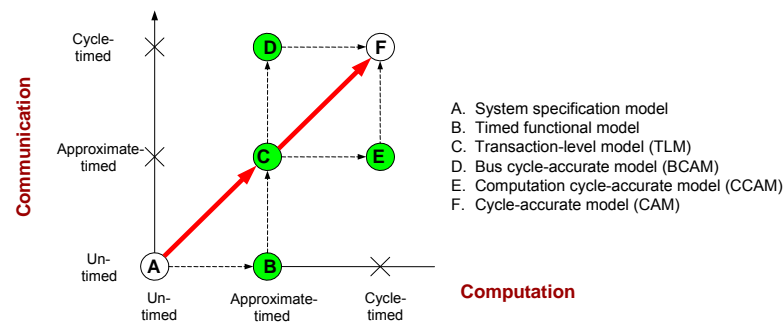 Communication
Cycle-
timed
Approximate-
timed
Un-
timed
D
F
C
E
A
B
Un-
timed
Approximate-
timed
Cycle-
timed
Computation
A. System specification model
B. Timed functional model
C. Transaction-level model (TLM)
D. Bus cycle-accurate model (BCAM)
E. Computation cycle-accurate model (CCAM)
F. Cycle-accurate model (CAM)